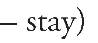 – stay)